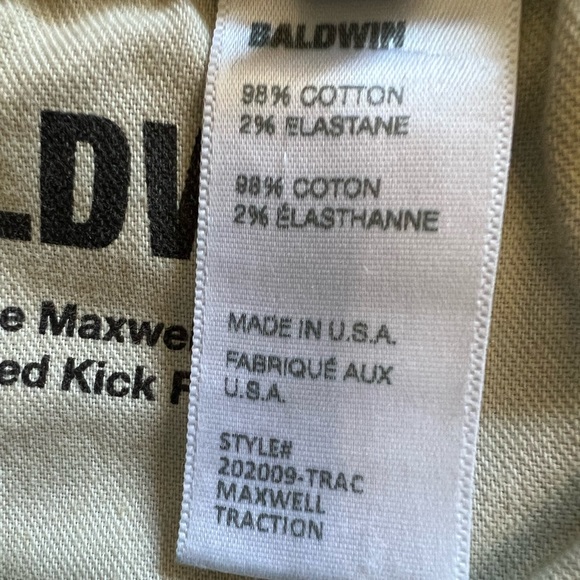 BALDWIN
98% COTTON
2% ELASTANE
98% COTON
2% ÉLASTHANNE
MADE IN U.S.A.
FABRIQUÉ AUX
U.S.A.
STYLE#
202009-TRAC
MAXWELL
TRACTION
LDW
e Maxwe
ed Kick F